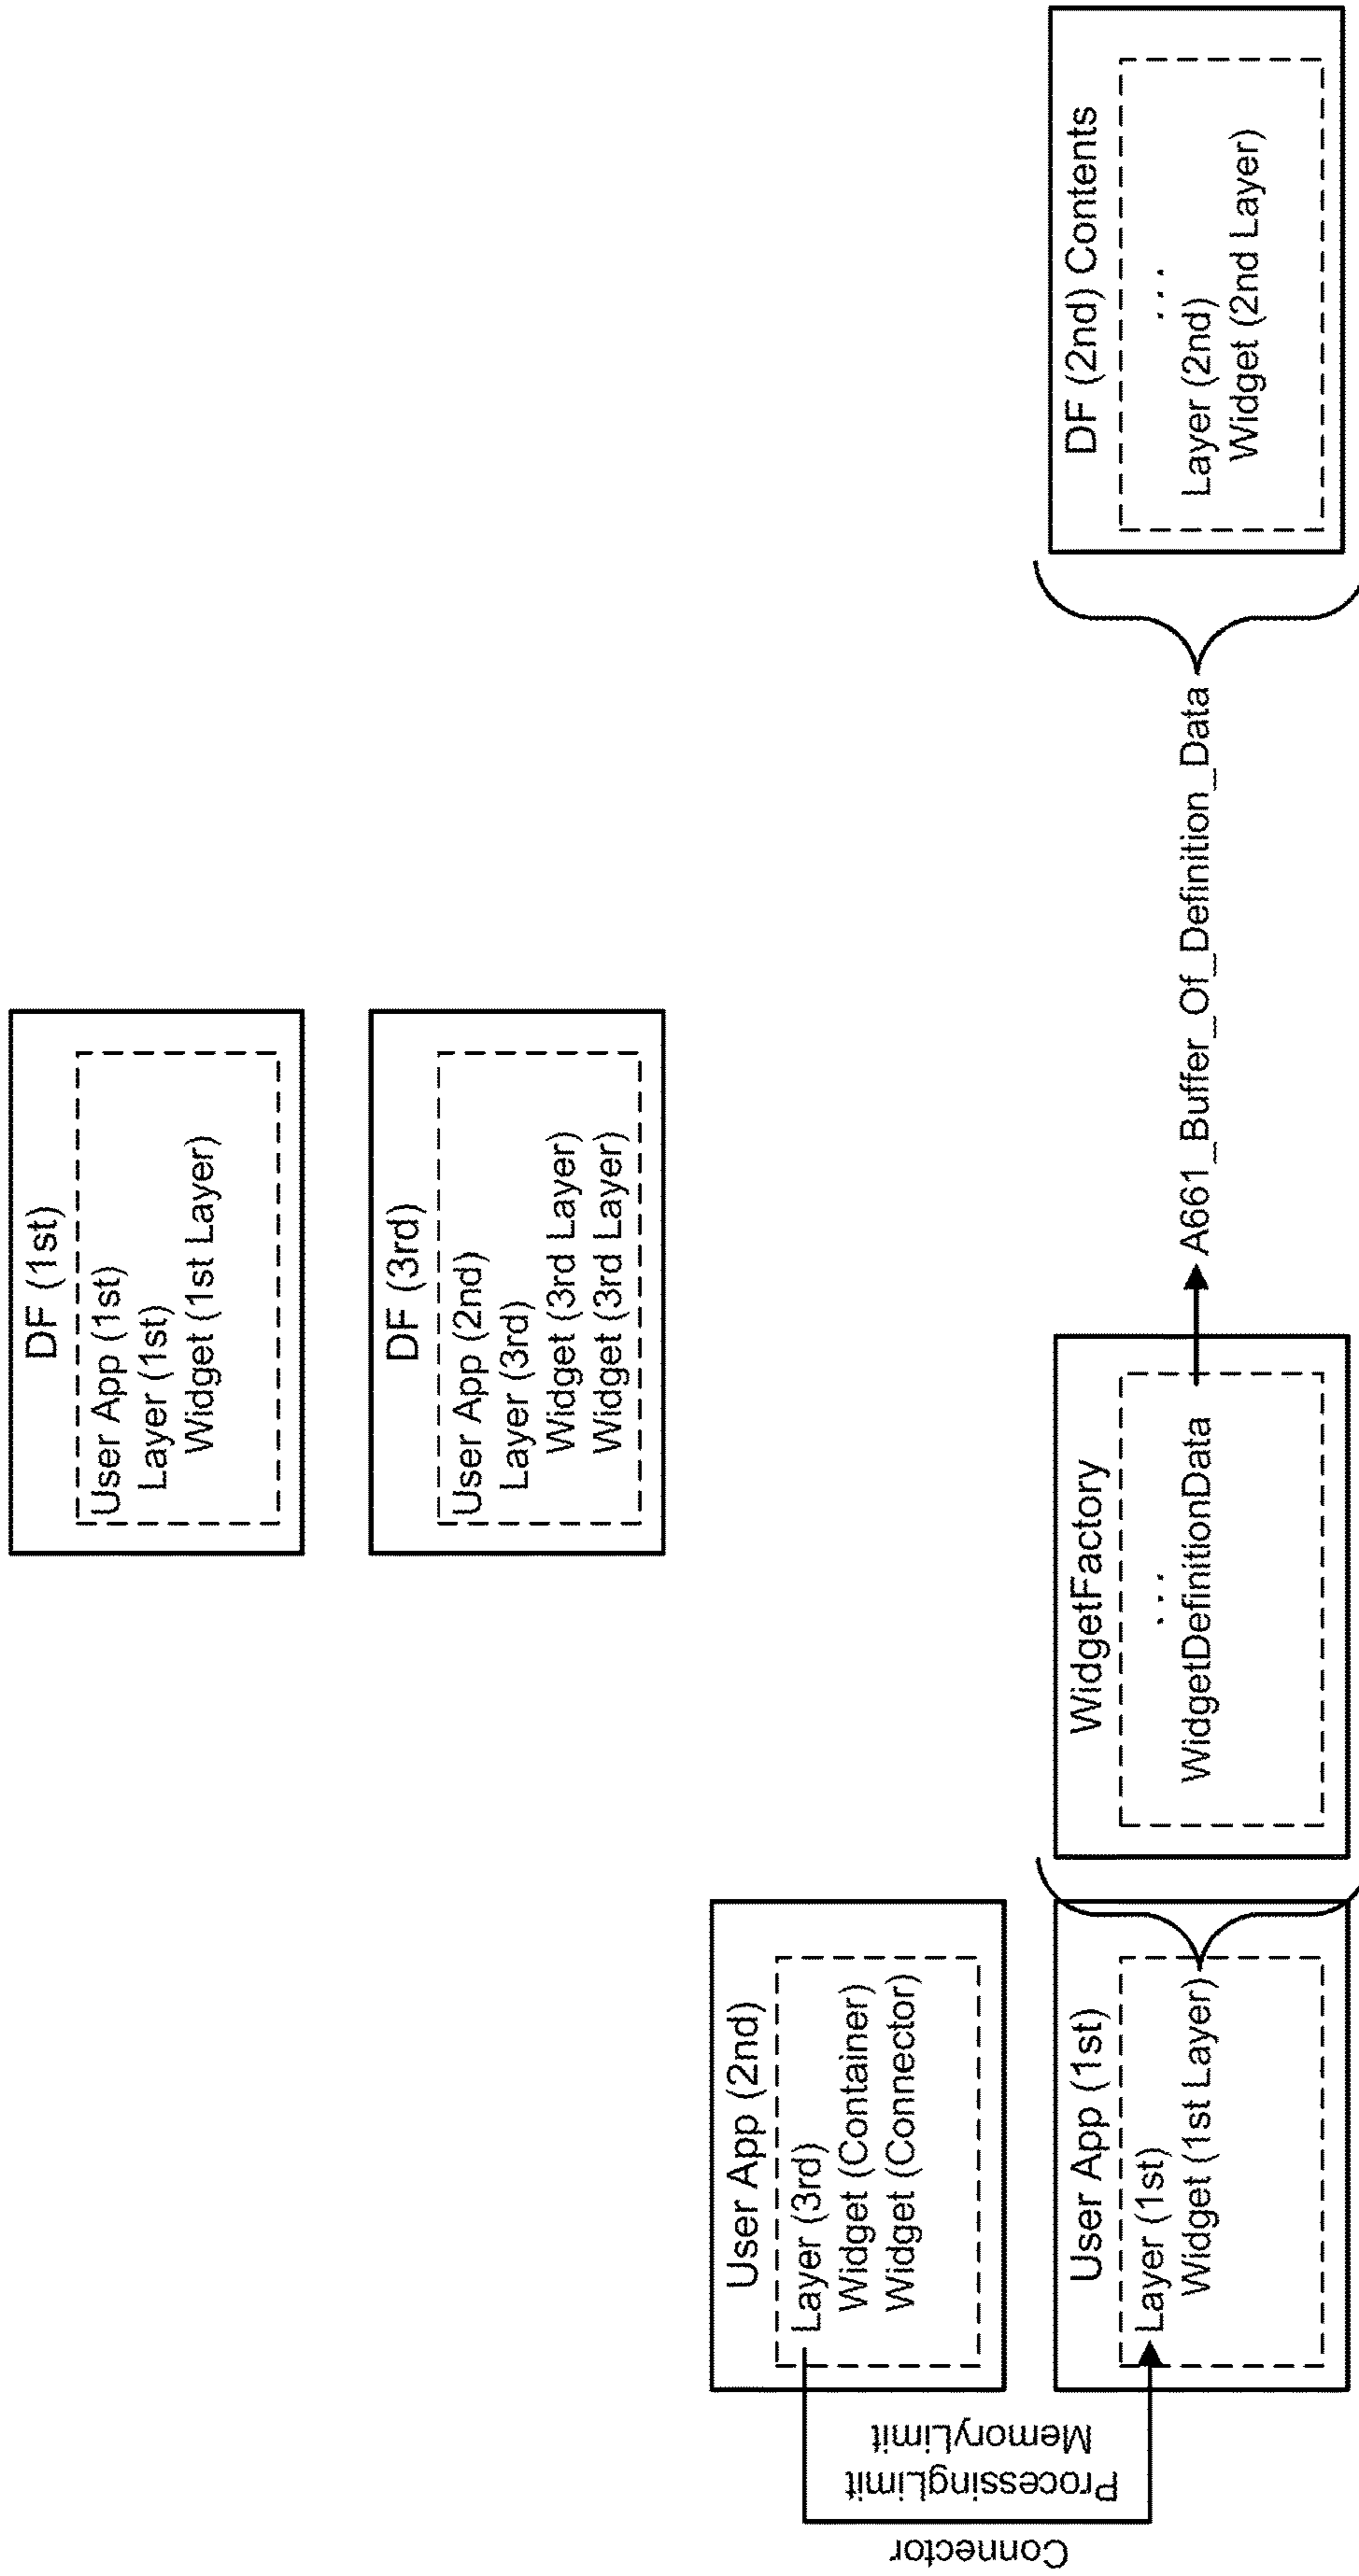 DF (1st)
User App (1st)
Layer (1st)
Widget (1st Layer)
DF (3rd)
User App (2nd)
Layer (3rd)
Widget (3rd Layer)
Widget (3rd Layer)
User App (2nd)
Layer (3rd)
Widget (Container)
Widget (Connector)
Connector
ProcessingLimit
MemoryLimit
User App (1st)
Layer (1st)
Widget (1st Layer)
WidgetFactory
...
WidgetDefinitionData
A661_Buffer_Of_Definition_Data
DF (2nd) Contents
...
Layer (2nd)
Widget (2nd Layer)